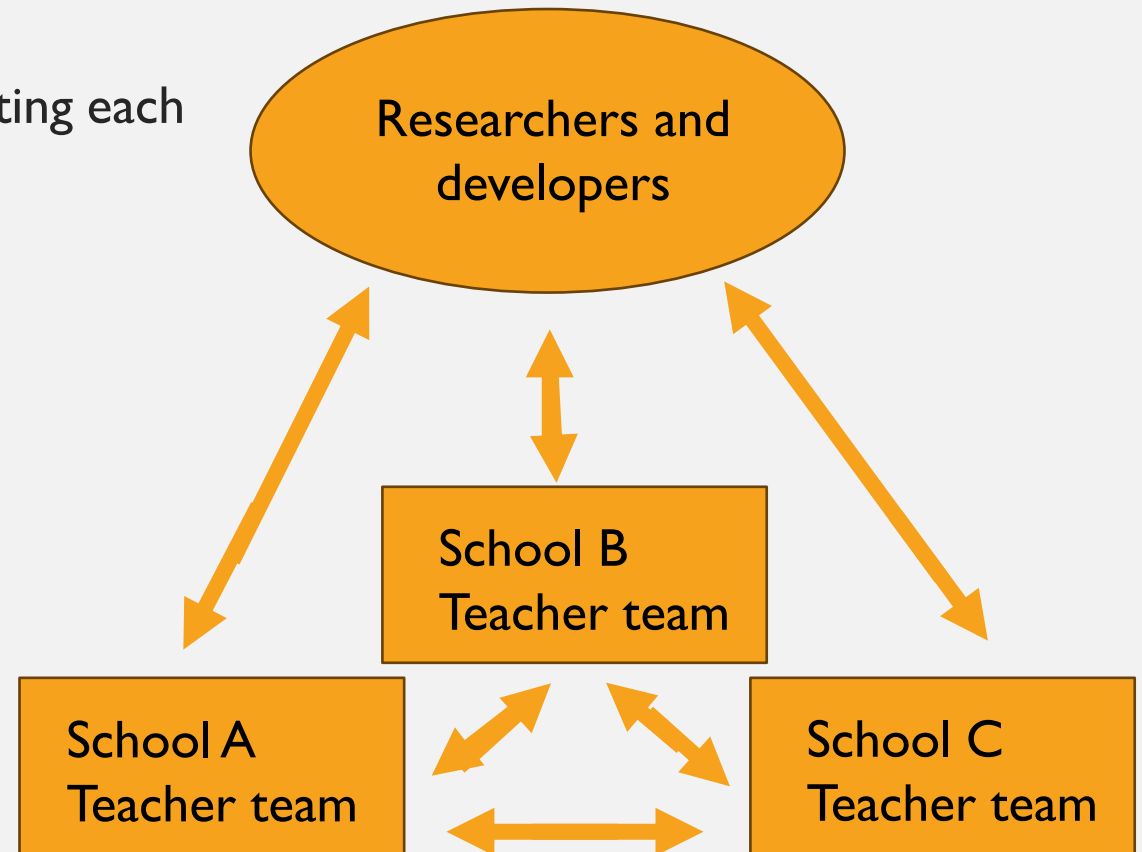 ting each
Researchers and
developers
School B
Teacher team
School A
Teacher team
School C
Teacher team